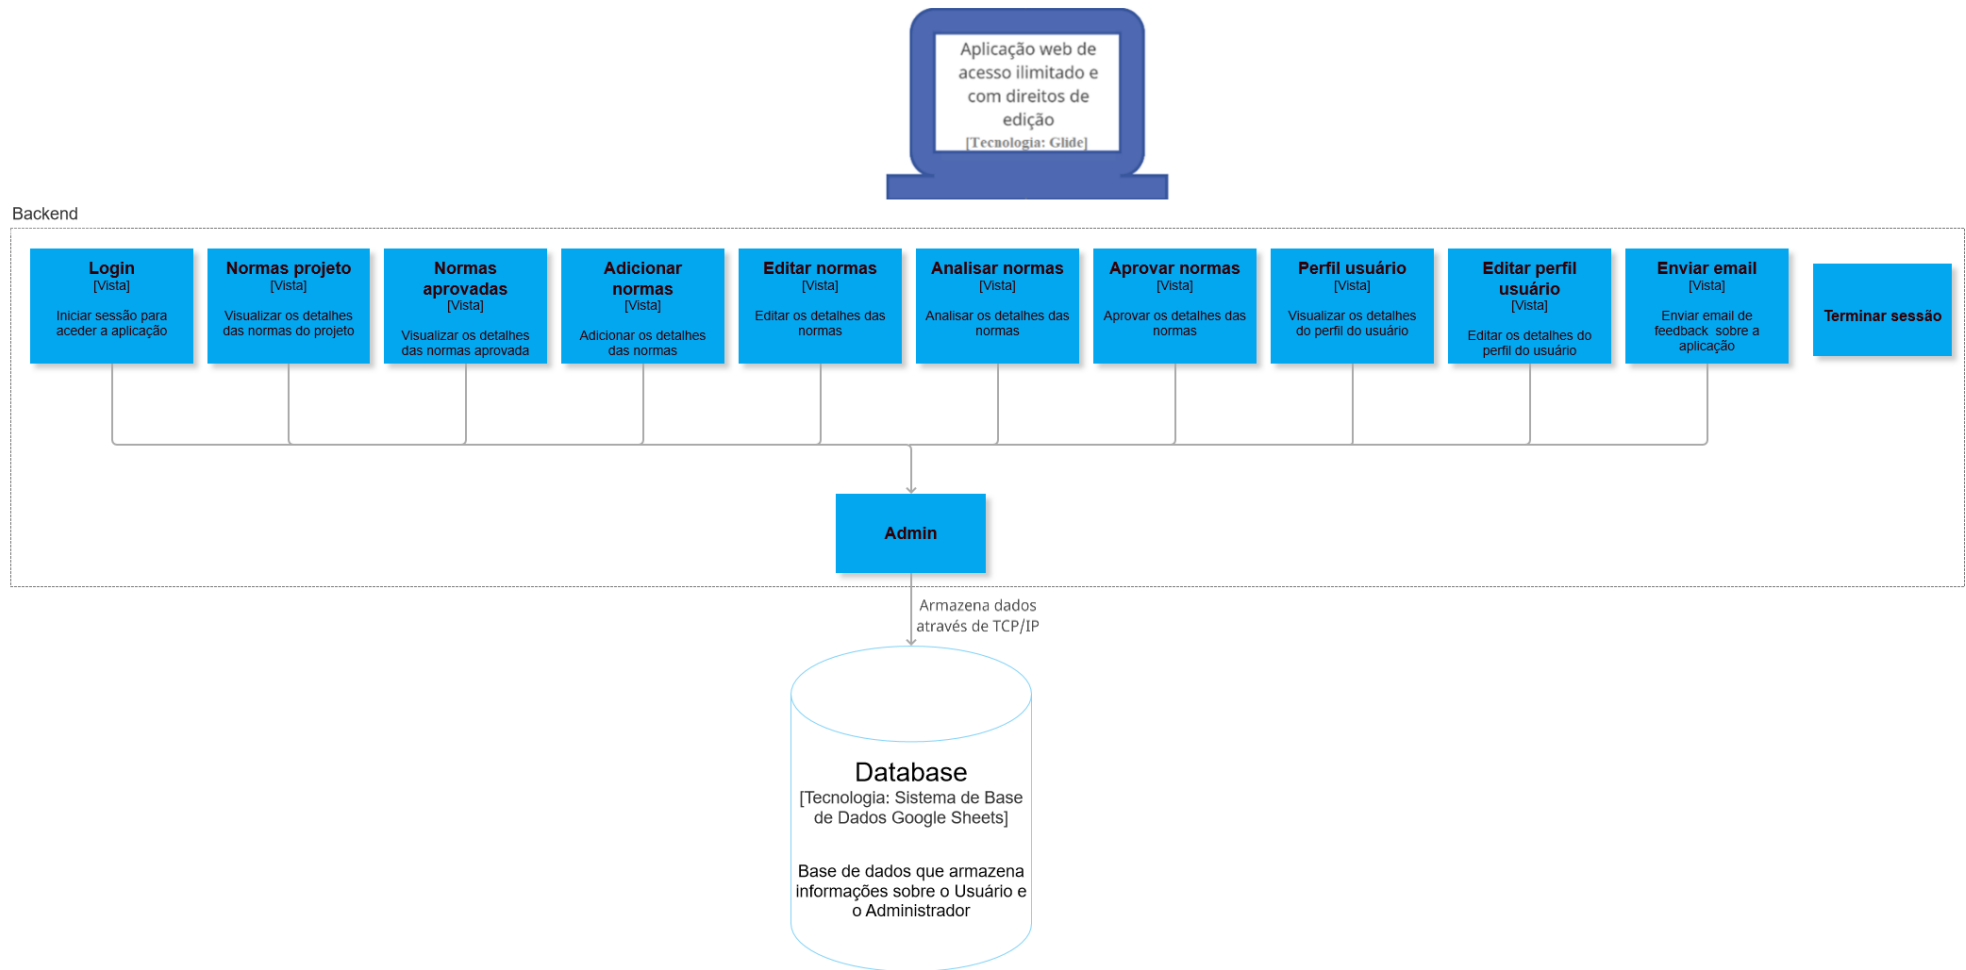 Aplicação web de
acesso ilimitado e
com direitos de
edição
[Tecnologia: Glide]
Backend
Login
[Vista]
Iniciar sessão para
aceder a aplicação
Normas projeto
[Vista]
Visualizar os detalhes
das normas do projeto
Normas
aprovadas
[Vista]
Visualizar os detalhes
das normas aprovada
Adicionar
normas
[Vista]
Adicionar os detalhes
das normas
Editar normas
[Vista]
Editar os detalhes das
normas
Analisar normas
[Vista]
Analisar os detalhes das
normas
Aprovar normas
[Vista]
Aprovar os detalhes das
normas
Perfil usuário
[Vista]
Visualizar os detalhes
do perfil do usuário
Editar perfil
usuário
[Vista]
Editar os detalhes do
perfil do usuário
Enviar email
[Vista]
Enviar email de
feedback sobre a
aplicação
Terminar sessão
Admin
Armazena dados
através de TCP/IP
Database
[Tecnologia: Sistema de Base
de Dados Google Sheets]
Base de dados que armazena
informações sobre o Usuário e
o Administrador